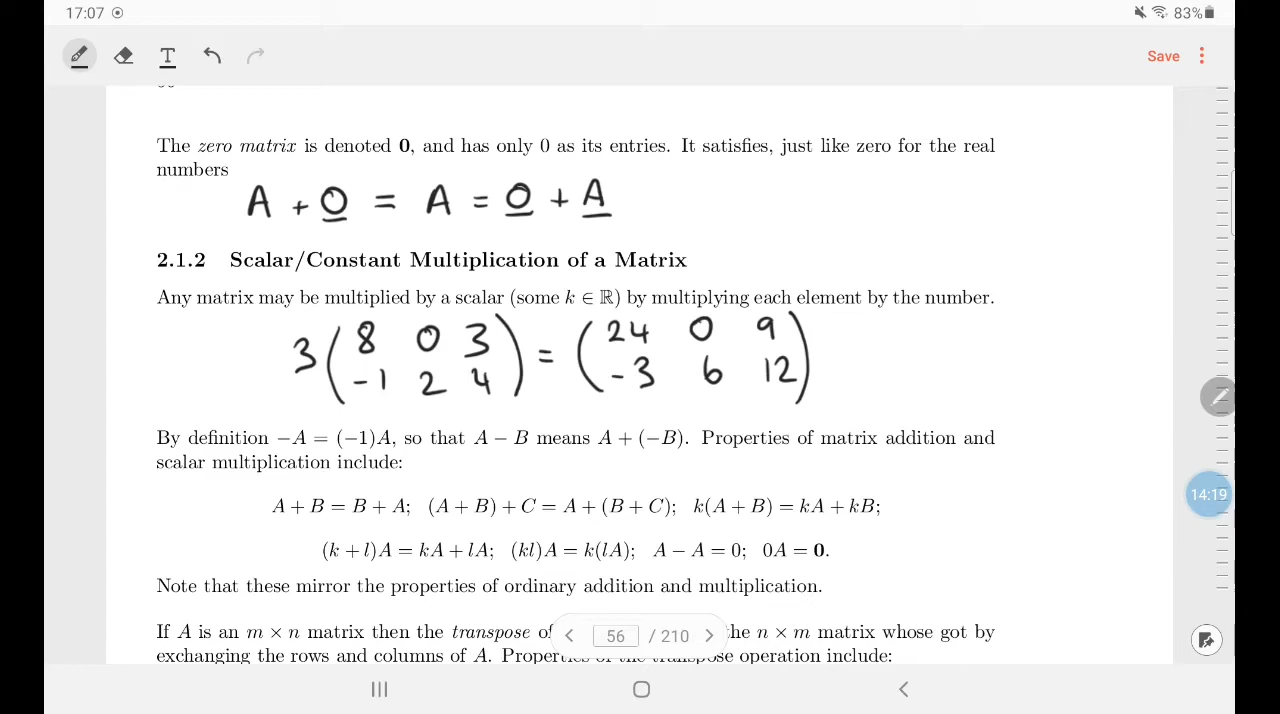 17:07
83%
T
Save
The zero matrix is denoted 0, and has only 0 as its entries. It satisfies, just like zero for the real
numbers
A + 0 = A = 0 + A
2.1.2 Scalar/Constant Multiplication of a Matrix
Any matrix may be multiplied by a scalar (some k ∈ ℝ) by multiplying each element by the number.
3 ( 8 0 3 ) = ( 24 0 9 )
-1 2 4 -3 6 12
By definition −A = (−1)A, so that A − B means A + (−B). Properties of matrix addition and
scalar multiplication include:
14:19
A + B = B + A; (A + B) + C = A + (B + C); k(A + B) = kA + kB;
(k + l)A = kA + lA; (kl)A = k(lA); A − A = 0; 0A = 0.
Note that these mirror the properties of ordinary addition and multiplication.
If A is an m × n matrix then the transpose of the n × m matrix whose got by
56 / 210
exchanging the rows and columns of A. Properties of the transpose operation include: